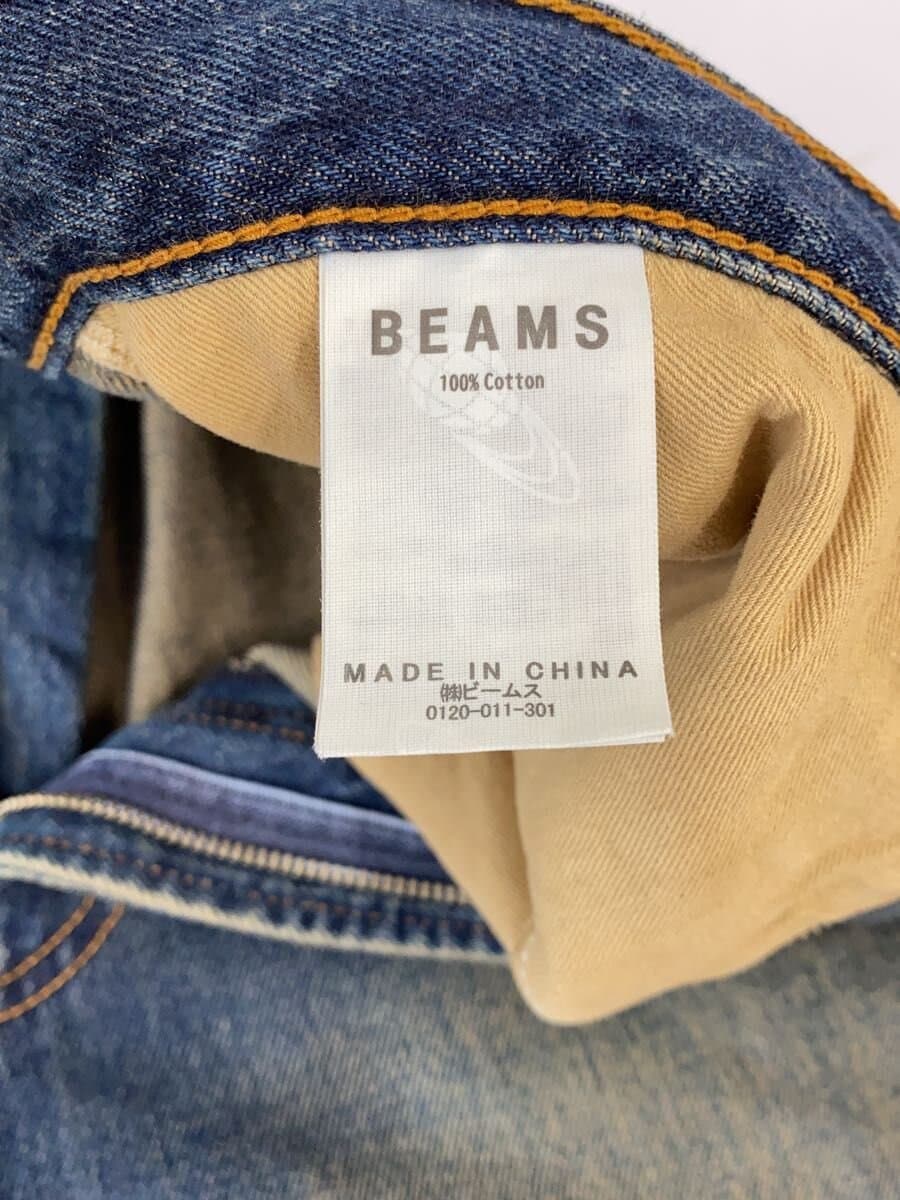 BEAMS
100% Cotton
MADE IN CHINA
㈱ビームス
0120-011-301